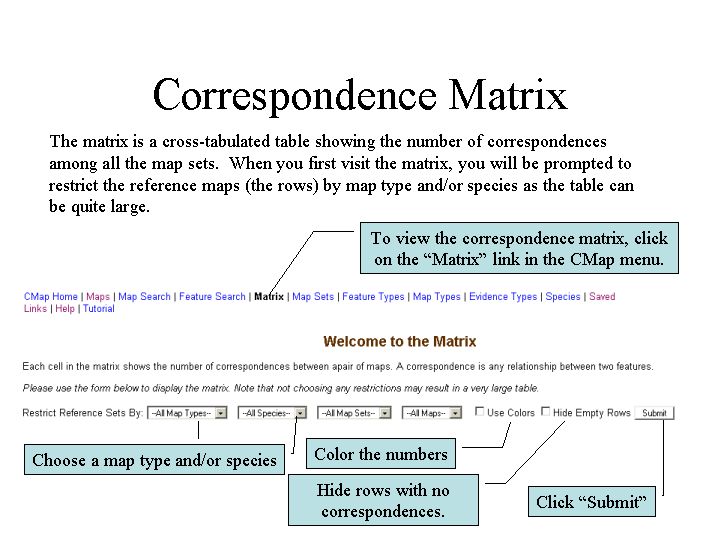 Correspondence Matrix
The matrix is a cross-tabulated table showing the number of correspondences
among all the map sets.  When you first visit the matrix, you will be prompted to
restrict the reference maps (the rows) by map type and/or species as the table can
be quite large.
To view the correspondence matrix, click
on the “Matrix” link in the CMap menu.
CMap Home | Maps | Map Search | Feature Search | Matrix | Map Sets | Feature Types | Map Types | Evidence Types | Species | Saved
Links | Help | Tutorial
Welcome to the Matrix
Each cell in the matrix shows the number of correspondences between apair of maps. A correspondence is any relationship between two features.
Please use the form below to display the matrix. Note that not choosing any restrictions may result in a very large table.
Restrict Reference Sets By: --All Map Types-- --All Species-- --All Map Sets-- --All Maps-- Use Colors Hide Empty Rows Submit
Choose a map type and/or species
Color the numbers
Hide rows with no
correspondences.
Click “Submit”